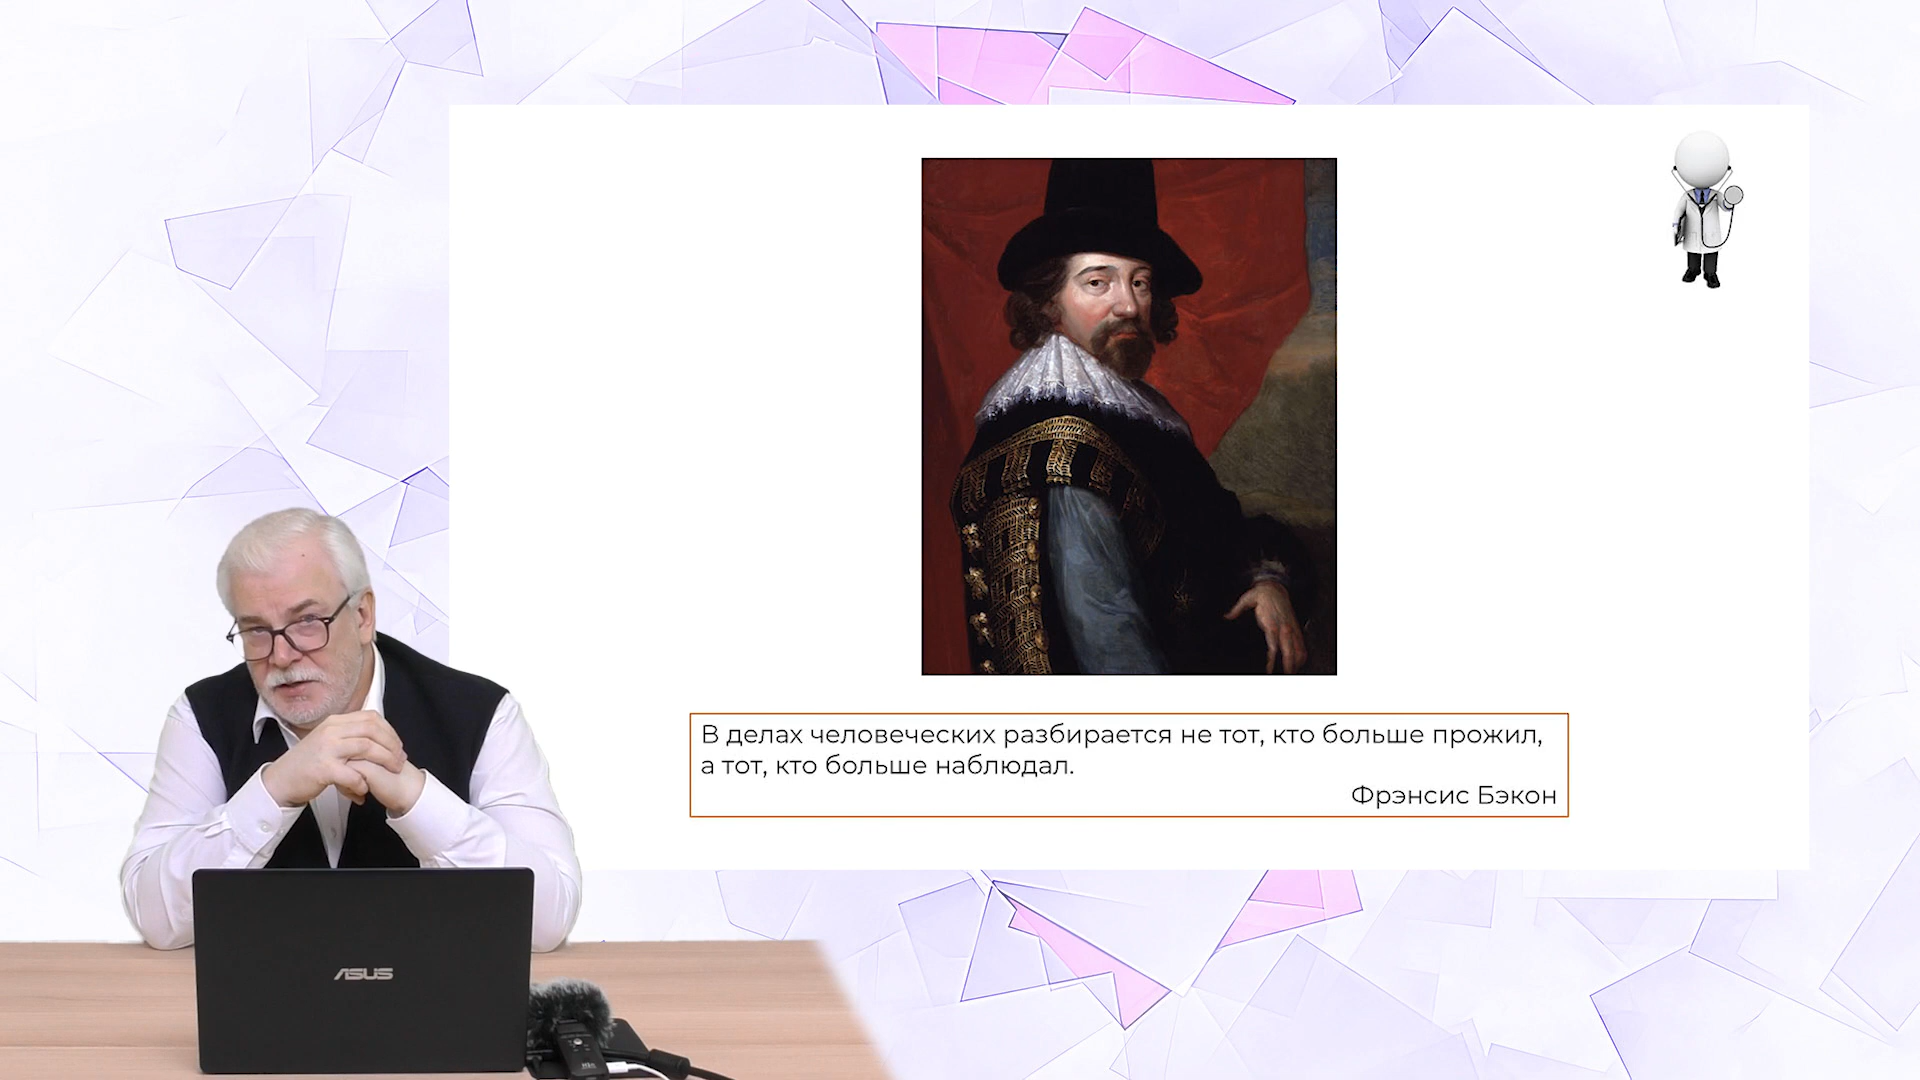 В делах человеческих разбирается не тот, кто больше прожил,
а тот, кто больше наблюдал.
Фрэнсис Бэкон
ASUS